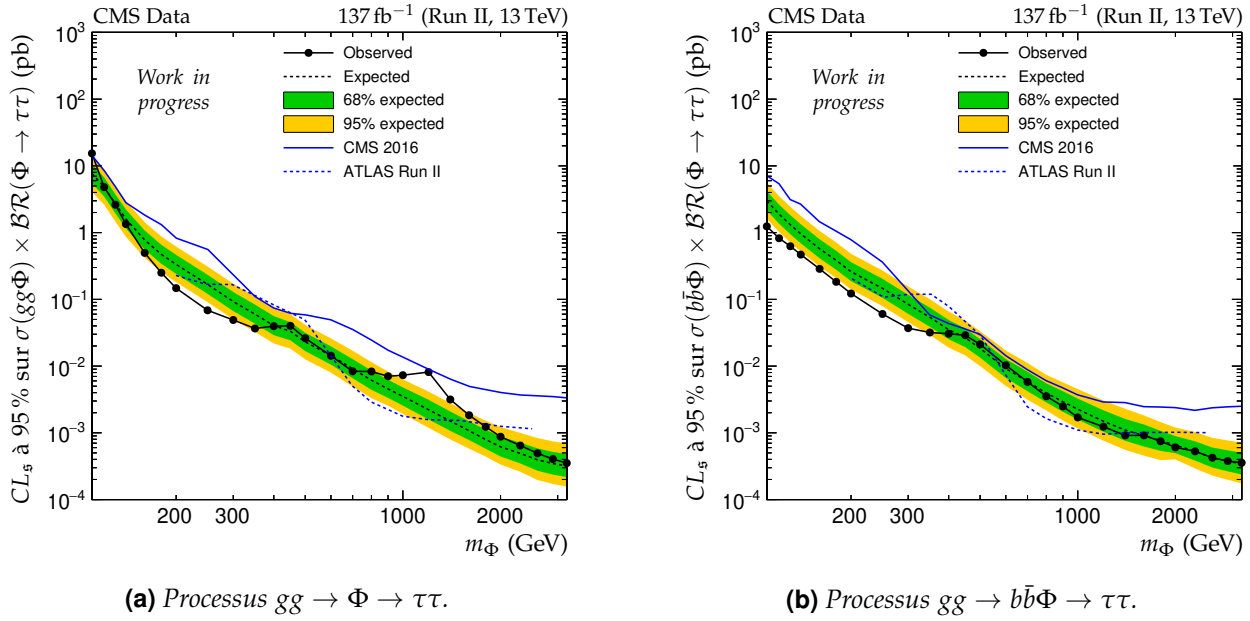 CMS Data 137 fb⁻¹ (Run II, 13 TeV)
CLₛ à 95 % sur σ(ggΦ) × BR(Φ → ττ) (pb)
10³
10²
10
1
10⁻¹
10⁻²
10⁻³
10⁻⁴
Work in
progress
Observed
Expected
68% expected
95% expected
CMS 2016
ATLAS Run II
200 300 1000 2000
m_Φ (GeV)
(a) Processus gg → Φ → ττ.
CMS Data 137 fb⁻¹ (Run II, 13 TeV)
CLₛ à 95 % sur σ(bb̄Φ) × BR(Φ → ττ) (pb)
10³
10²
10
1
10⁻¹
10⁻²
10⁻³
10⁻⁴
Work in
progress
Observed
Expected
68% expected
95% expected
CMS 2016
ATLAS Run II
200 300 1000 2000
m_Φ (GeV)
(b) Processus gg → bb̄Φ → ττ.